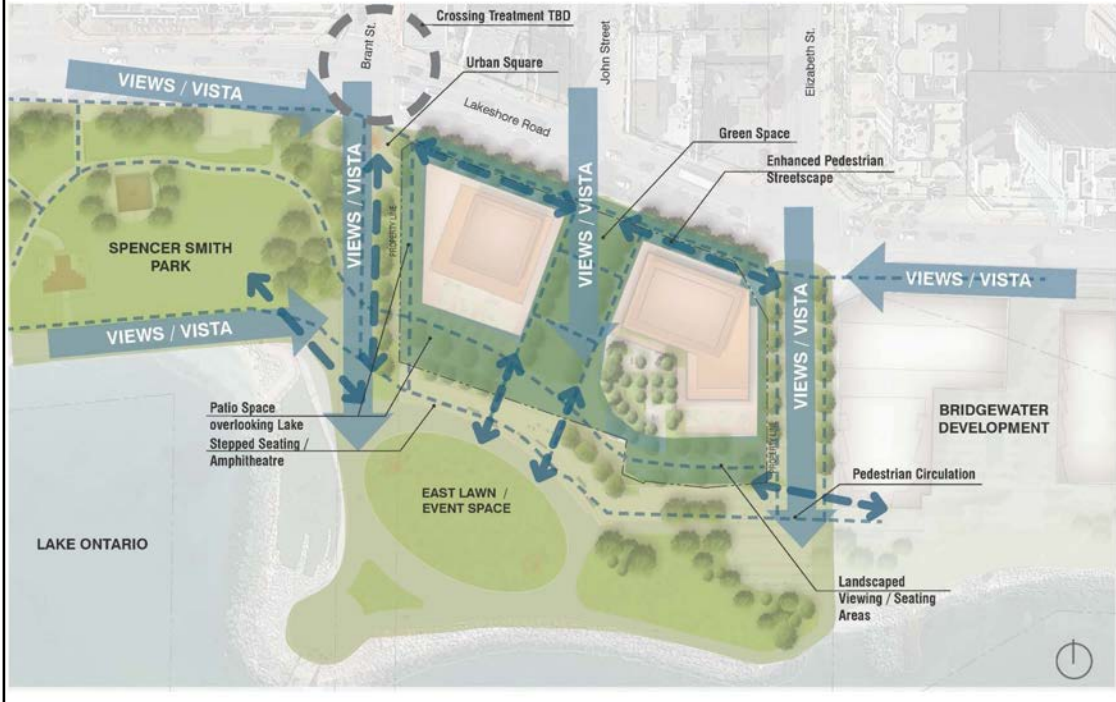 Crossing Treatment TBD
Brant St.
Urban Square
John Street
Elizabeth St.
VIEWS / VISTA
Lakeshore Road
Green Space
Enhanced Pedestrian
Streetscape
VIEWS / VISTA
VIEWS / VISTA
VIEWS / VISTA
VIEWS / VISTA
PROPERTY LINE
SPENCER SMITH
PARK
VIEWS / VISTA
VIEWS / VISTA
Patio Space
overlooking Lake
Stepped Seating /
Amphitheatre
BRIDGEWATER
DEVELOPMENT
PROPERTY LINE
Pedestrian Circulation
EAST LAWN /
EVENT SPACE
LAKE ONTARIO
Landscaped
Viewing / Seating
Areas